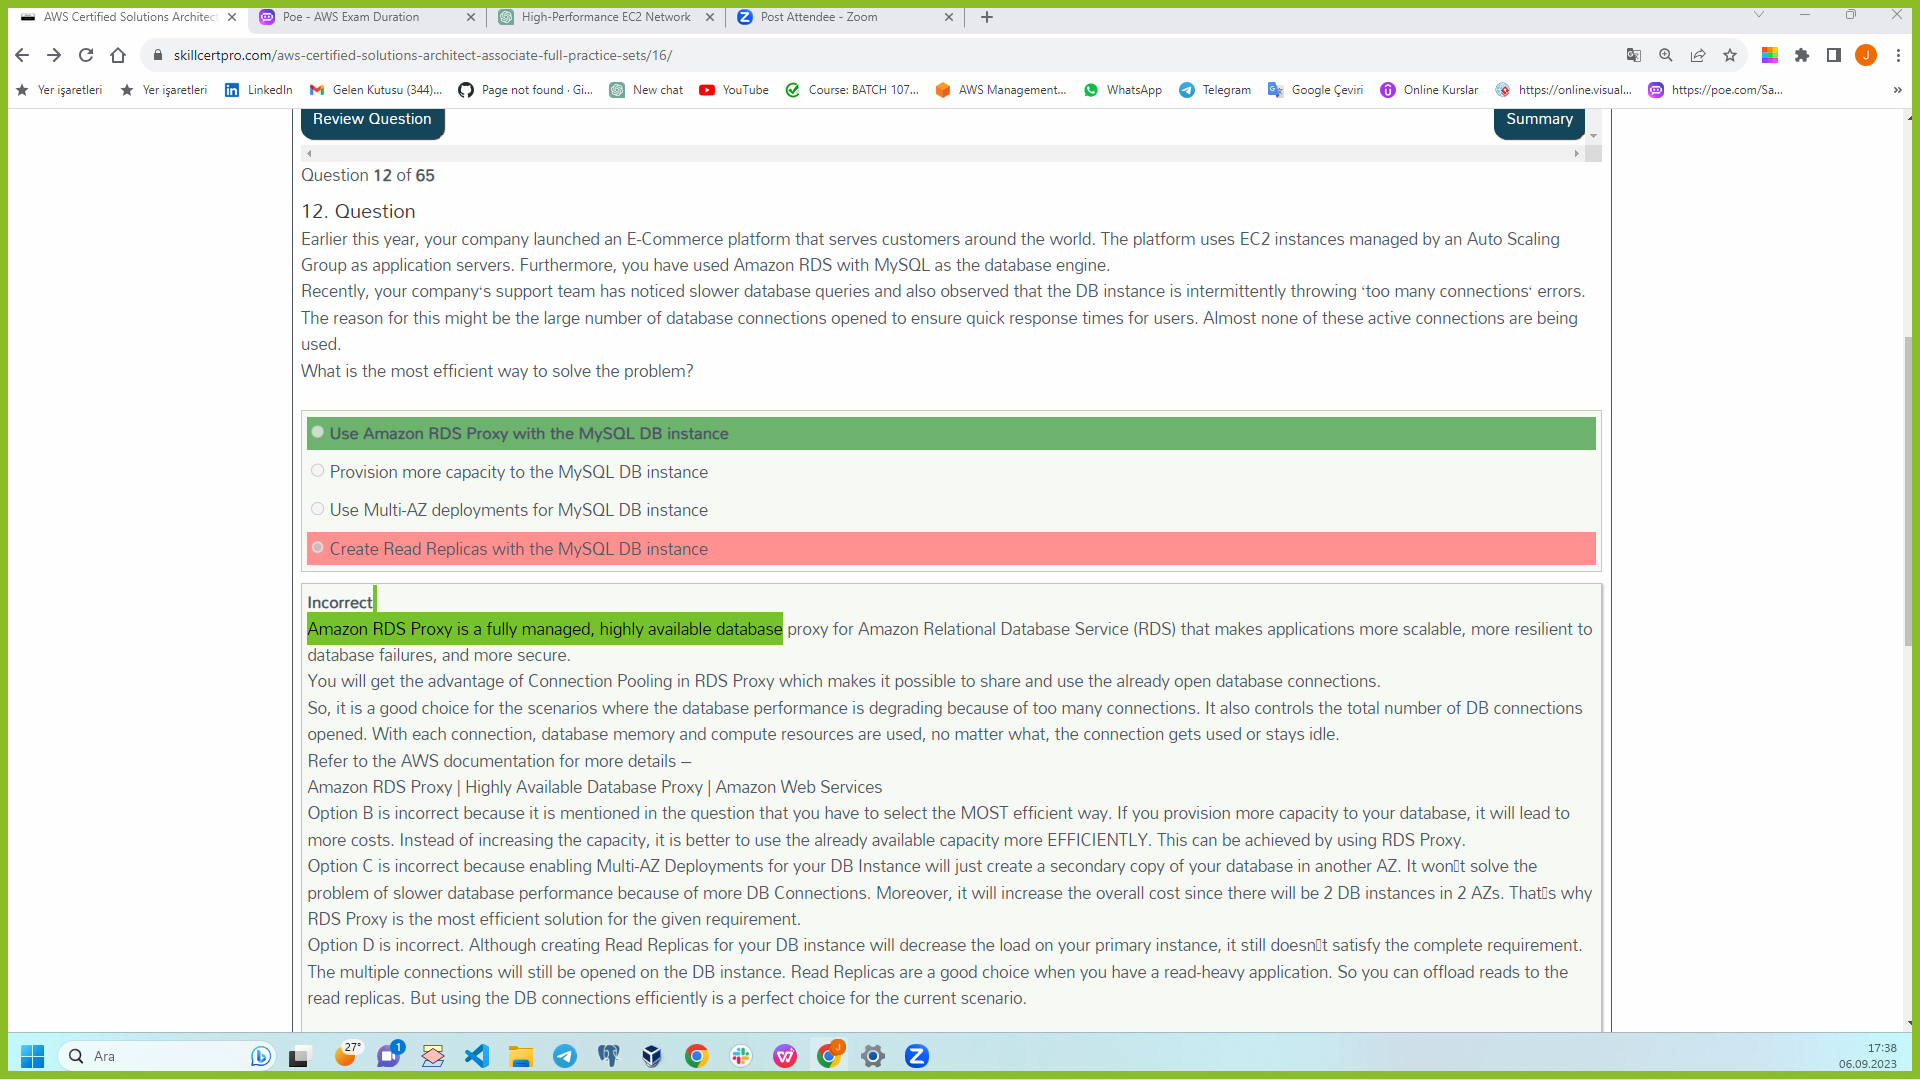 AWS Certified Solutions Architect
Poe - AWS Exam Duration
High-Performance EC2 Network
Post Attendee - Zoom
skillcertpro.com/aws-certified-solutions-architect-associate-full-practice-sets/16/
J
Yer işaretleri
Yer işaretleri
LinkedIn
Gelen Kutusu (344)...
Page not found · Gi...
New chat
YouTube
Course: BATCH 107...
AWS Management...
WhatsApp
Telegram
Google Çeviri
Online Kurslar
https://online.visual...
https://poe.com/Sa...
Review Question
Summary
Question 12 of 65
12. Question
Earlier this year, your company launched an E-Commerce platform that serves customers around the world. The platform uses EC2 instances managed by an Auto Scaling
Group as application servers. Furthermore, you have used Amazon RDS with MySQL as the database engine.
Recently, your company‘s support team has noticed slower database queries and also observed that the DB instance is intermittently throwing ‘too many connections‘ errors.
The reason for this might be the large number of database connections opened to ensure quick response times for users. Almost none of these active connections are being
used.
What is the most efficient way to solve the problem?
Use Amazon RDS Proxy with the MySQL DB instance
Provision more capacity to the MySQL DB instance
Use Multi-AZ deployments for MySQL DB instance
Create Read Replicas with the MySQL DB instance
Incorrect
Amazon RDS Proxy is a fully managed, highly available database proxy for Amazon Relational Database Service (RDS) that makes applications more scalable, more resilient to
database failures, and more secure.
You will get the advantage of Connection Pooling in RDS Proxy which makes it possible to share and use the already open database connections.
So, it is a good choice for the scenarios where the database performance is degrading because of too many connections. It also controls the total number of DB connections
opened. With each connection, database memory and compute resources are used, no matter what, the connection gets used or stays idle.
Refer to the AWS documentation for more details –
Amazon RDS Proxy | Highly Available Database Proxy | Amazon Web Services
Option B is incorrect because it is mentioned in the question that you have to select the MOST efficient way. If you provision more capacity to your database, it will lead to
more costs. Instead of increasing the capacity, it is better to use the already available capacity more EFFICIENTLY. This can be achieved by using RDS Proxy.
Option C is incorrect because enabling Multi-AZ Deployments for your DB Instance will just create a secondary copy of your database in another AZ. It won▯t solve the
problem of slower database performance because of more DB Connections. Moreover, it will increase the overall cost since there will be 2 DB instances in 2 AZs. That▯s why
RDS Proxy is the most efficient solution for the given requirement.
Option D is incorrect. Although creating Read Replicas for your DB instance will decrease the load on your primary instance, it still doesn▯t satisfy the complete requirement.
The multiple connections will still be opened on the DB instance. Read Replicas are a good choice when you have a read-heavy application. So you can offload reads to the
read replicas. But using the DB connections efficiently is a perfect choice for the current scenario.
Ara
27°
1
J
17:38
06.09.2023